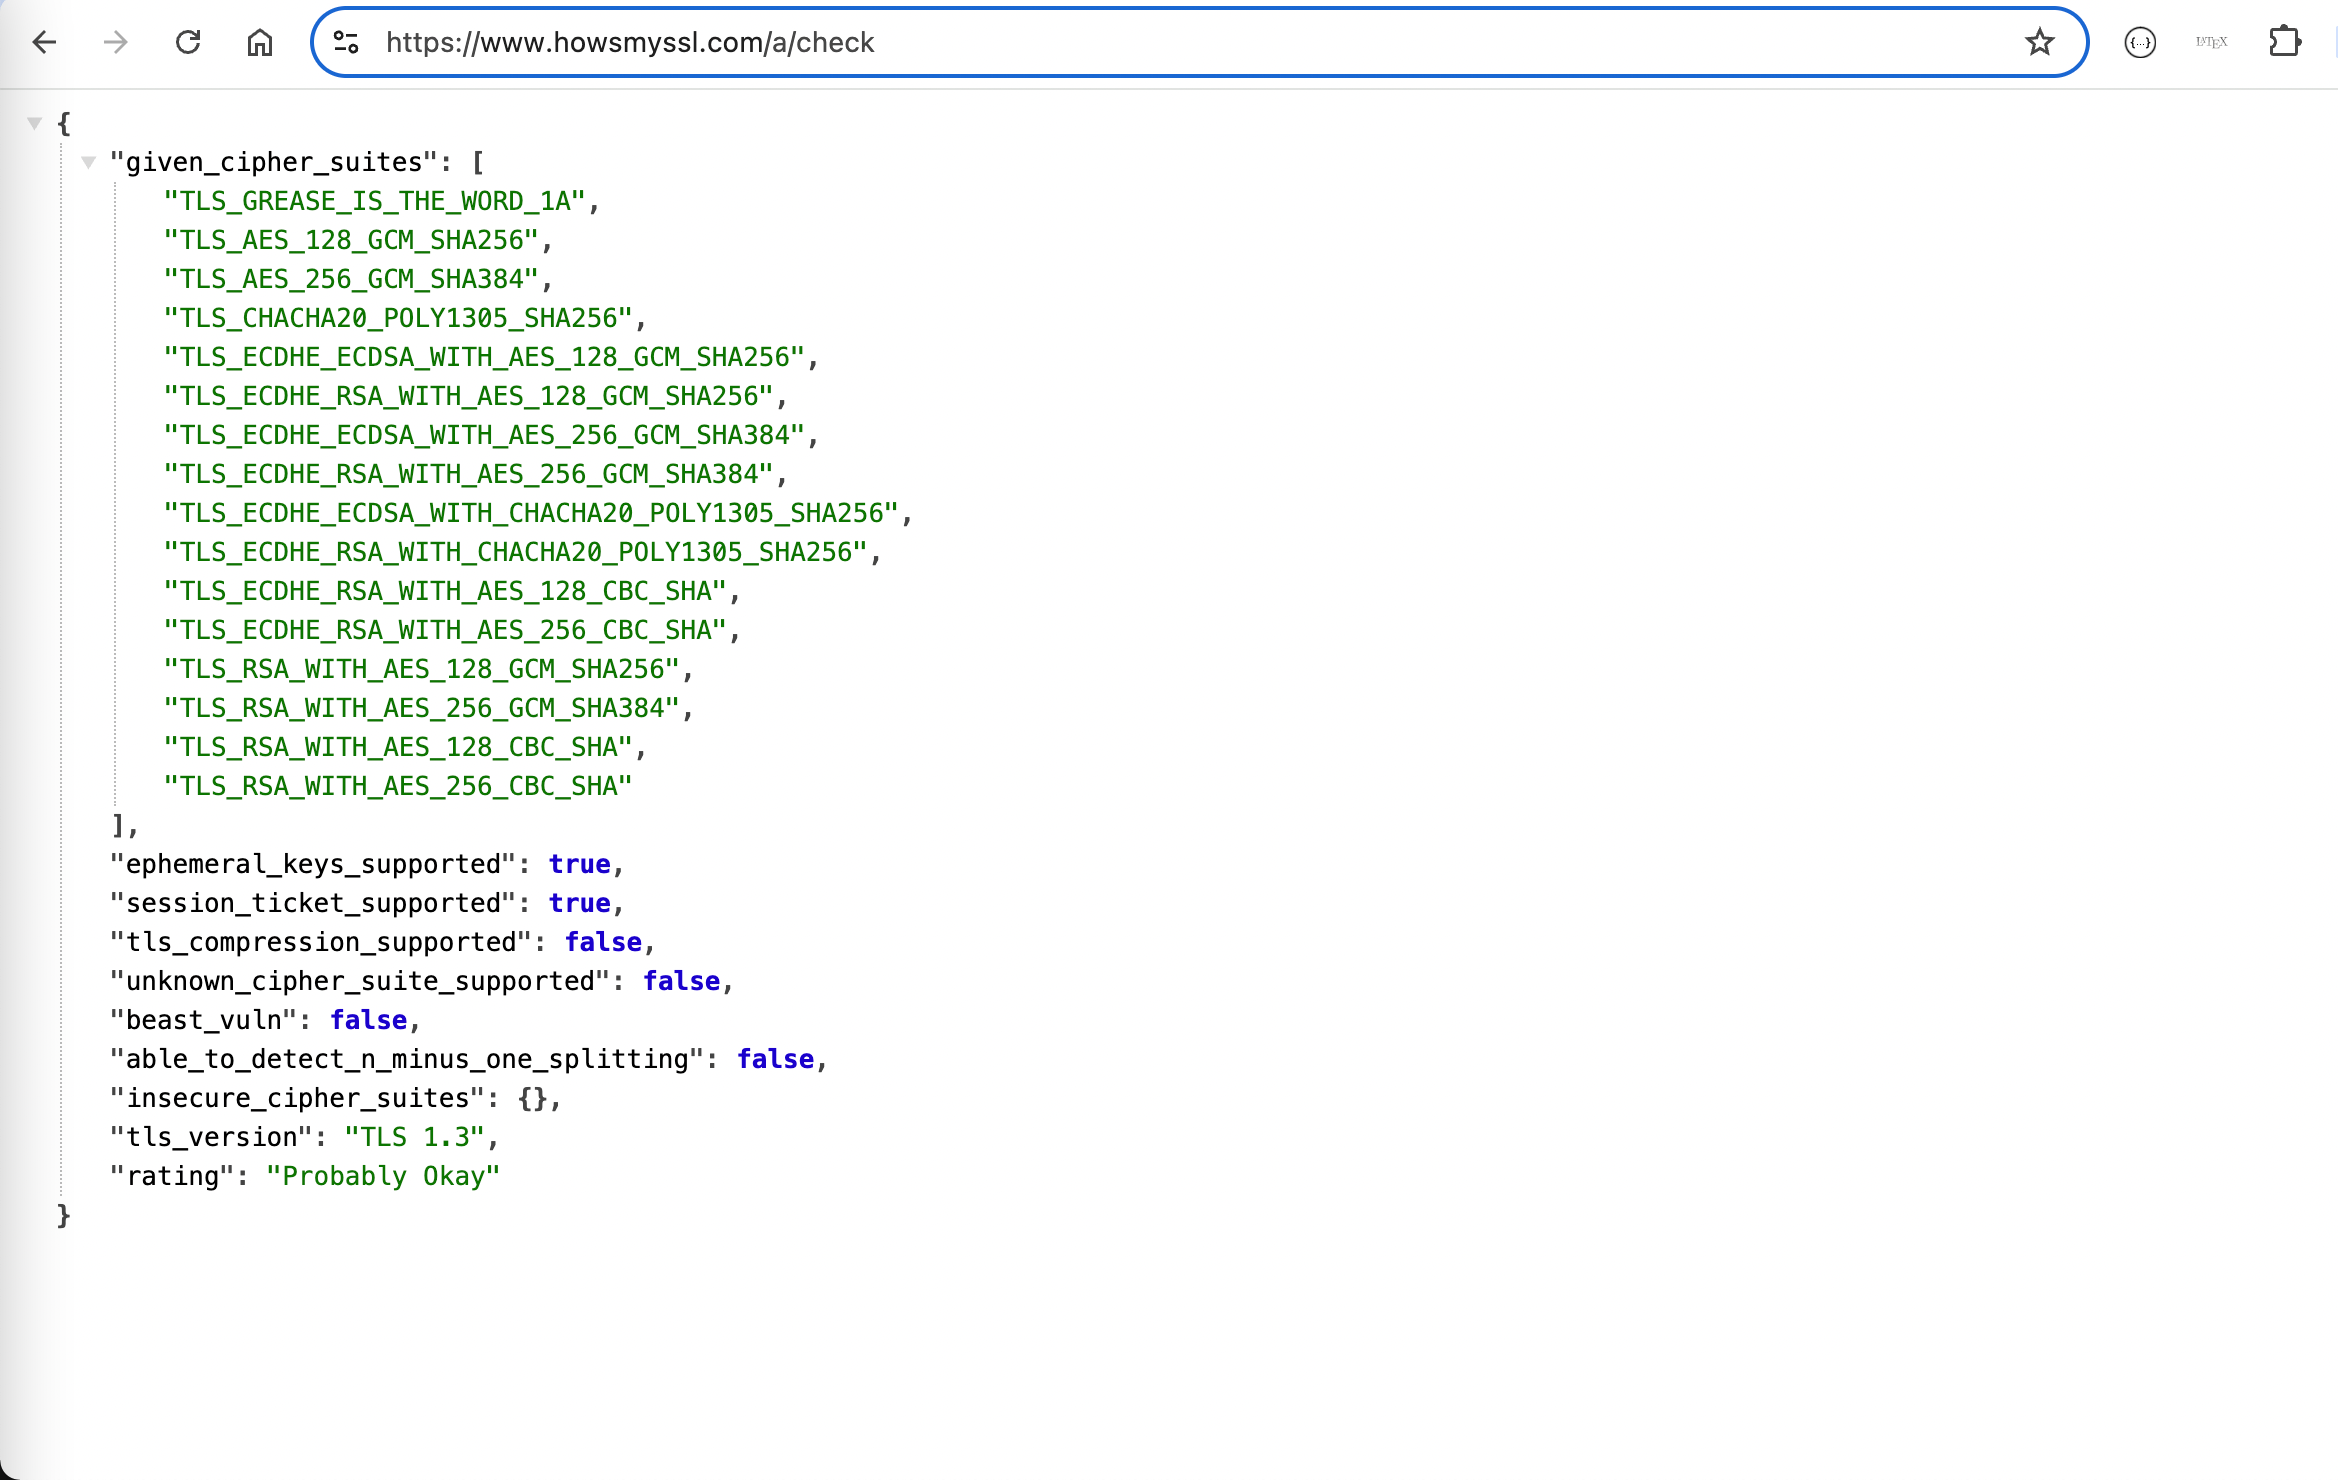 https://www.howsmyssl.com/a/check
{...}
LATEX
{
"given_cipher_suites": [
"TLS_GREASE_IS_THE_WORD_1A",
"TLS_AES_128_GCM_SHA256",
"TLS_AES_256_GCM_SHA384",
"TLS_CHACHA20_POLY1305_SHA256",
"TLS_ECDHE_ECDSA_WITH_AES_128_GCM_SHA256",
"TLS_ECDHE_RSA_WITH_AES_128_GCM_SHA256",
"TLS_ECDHE_ECDSA_WITH_AES_256_GCM_SHA384",
"TLS_ECDHE_RSA_WITH_AES_256_GCM_SHA384",
"TLS_ECDHE_ECDSA_WITH_CHACHA20_POLY1305_SHA256",
"TLS_ECDHE_RSA_WITH_CHACHA20_POLY1305_SHA256",
"TLS_ECDHE_RSA_WITH_AES_128_CBC_SHA",
"TLS_ECDHE_RSA_WITH_AES_256_CBC_SHA",
"TLS_RSA_WITH_AES_128_GCM_SHA256",
"TLS_RSA_WITH_AES_256_GCM_SHA384",
"TLS_RSA_WITH_AES_128_CBC_SHA",
"TLS_RSA_WITH_AES_256_CBC_SHA"
],
"ephemeral_keys_supported": true,
"session_ticket_supported": true,
"tls_compression_supported": false,
"unknown_cipher_suite_supported": false,
"beast_vuln": false,
"able_to_detect_n_minus_one_splitting": false,
"insecure_cipher_suites": {},
"tls_version": "TLS 1.3",
"rating": "Probably Okay"
}